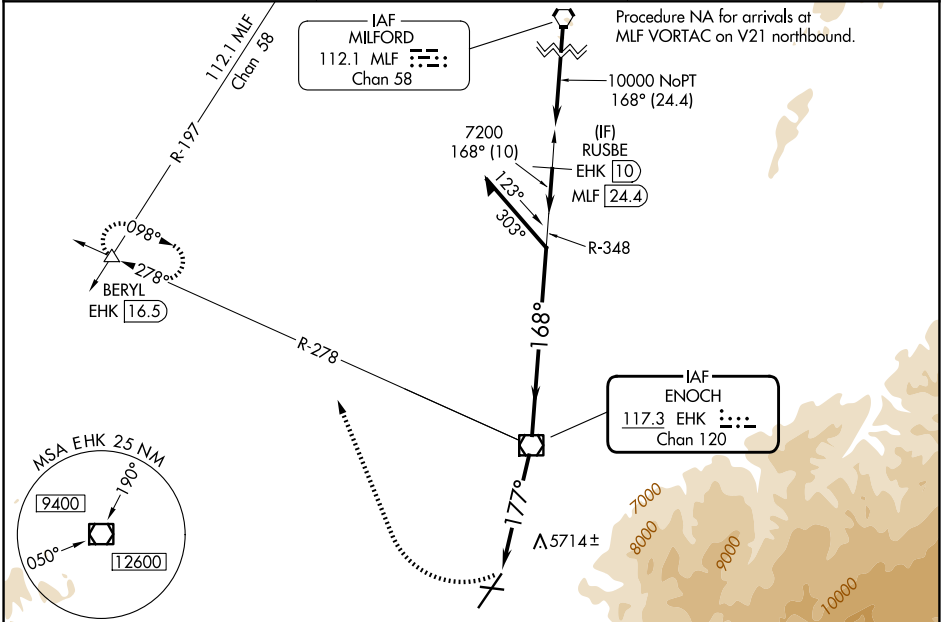 IAF
MILFORD
112.1 MLF
Chan 58
Procedure NA for arrivals at
MLF VORTAC on V21 northbound.
112.1 MLF
Chan 58
R-197
10000 NoPT
168° (24.4)
7200
168° (10)
(IF)
RUSBE
EHK 10
MLF 24.4
123°
303°
R-348
098°
278°
BERYL
EHK 16.5
R-278
168°
IAF
ENOCH
117.3 EHK
Chan 120
177°
5714±
MSA EHK 25 NM
190°
9400
050°
12600
7000
8000
9000
10000